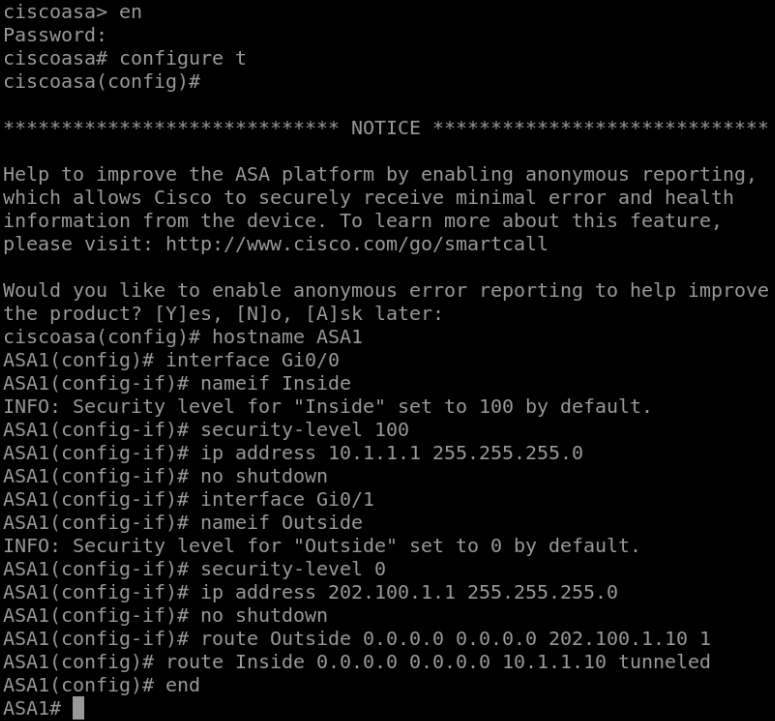 ciscoasa> en
Password:
ciscoasa# configure t
ciscoasa(config)#
***************************** NOTICE *****************************
Help to improve the ASA platform by enabling anonymous reporting,
which allows Cisco to securely receive minimal error and health
information from the device. To learn more about this feature,
please visit: http://www.cisco.com/go/smartcall
Would you like to enable anonymous error reporting to help improve
the product? [Y]es, [N]o, [A]sk later:
ciscoasa(config)# hostname ASA1
ASA1(config)# interface Gi0/0
ASA1(config-if)# nameif Inside
INFO: Security level for "Inside" set to 100 by default.
ASA1(config-if)# security-level 100
ASA1(config-if)# ip address 10.1.1.1 255.255.255.0
ASA1(config-if)# no shutdown
ASA1(config-if)# interface Gi0/1
ASA1(config-if)# nameif Outside
INFO: Security level for "Outside" set to 0 by default.
ASA1(config-if)# security-level 0
ASA1(config-if)# ip address 202.100.1.1 255.255.255.0
ASA1(config-if)# no shutdown
ASA1(config-if)# route Outside 0.0.0.0 0.0.0.0 202.100.1.10 1
ASA1(config)# route Inside 0.0.0.0 0.0.0.0 10.1.1.10 tunneled
ASA1(config)# end
ASA1#